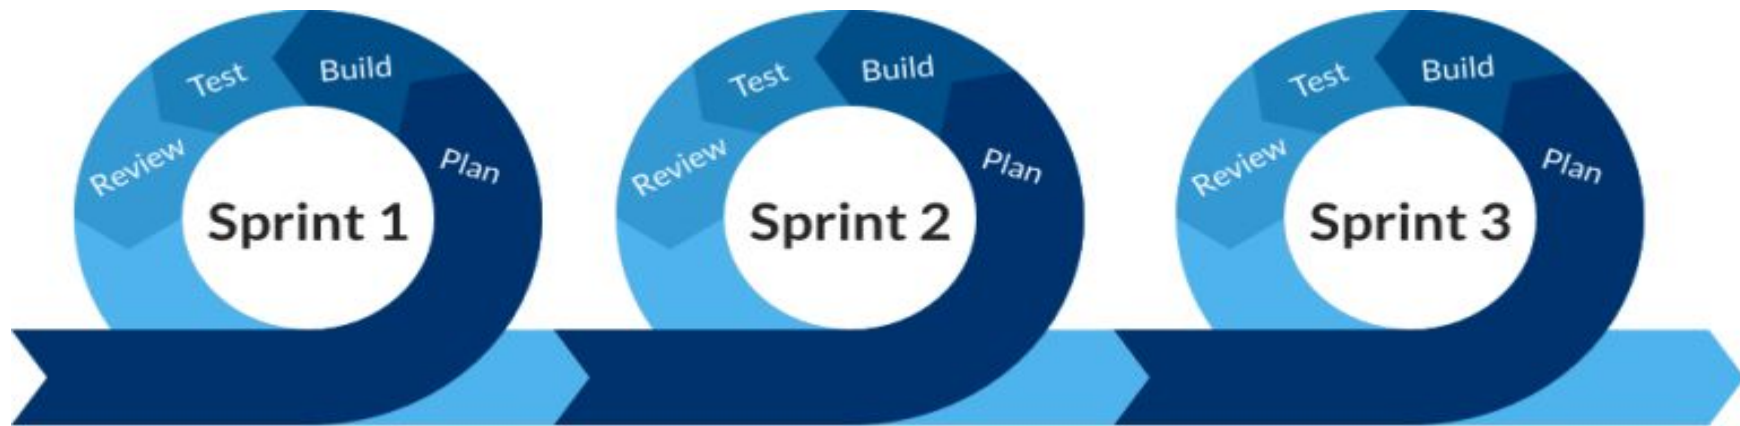 Test
Build
Review
Plan
Sprint 1
Test
Build
Review
Plan
Sprint 2
Test
Build
Review
Plan
Sprint 3